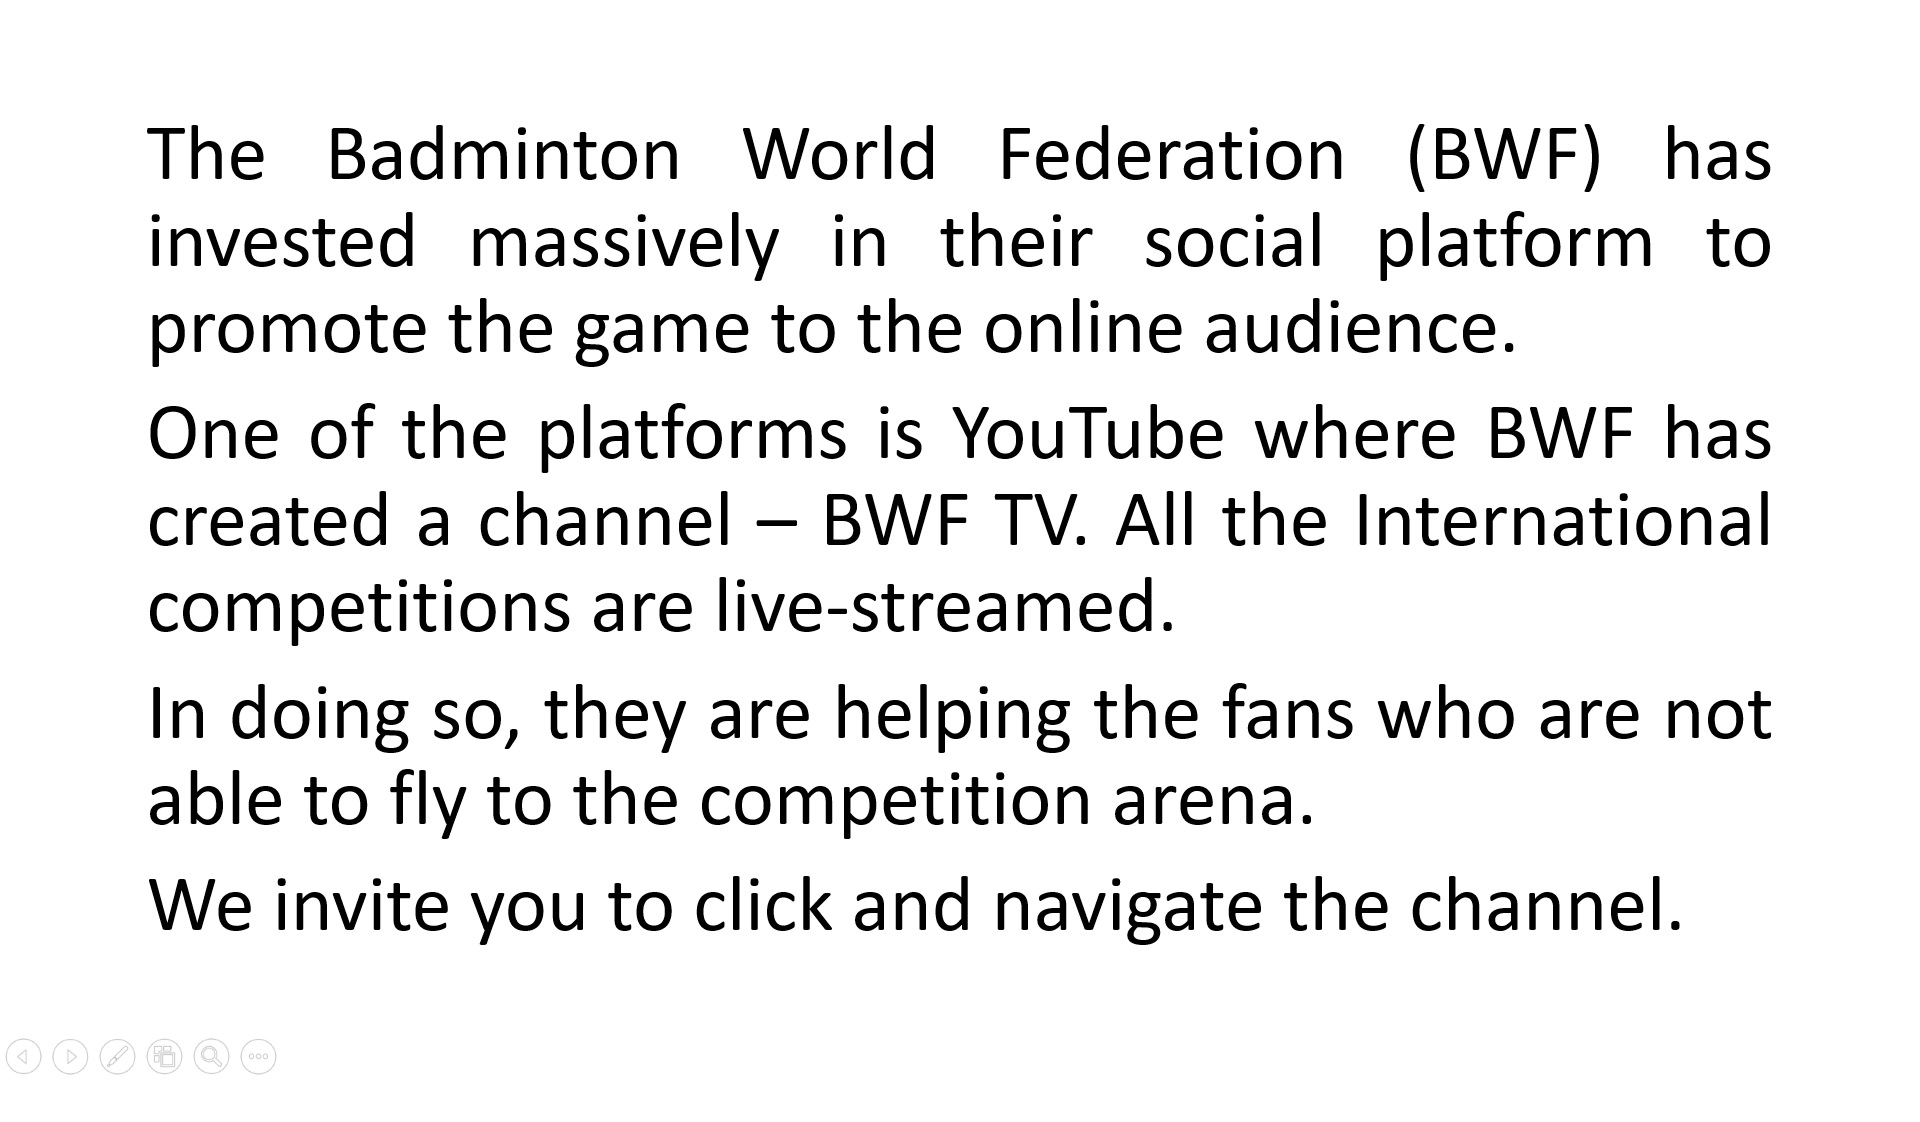 The Badminton World Federation (BWF) has
invested massively in their social platform to
promote the game to the online audience.
One of the platforms is YouTube where BWF has
created a channel – BWF TV. All the International
competitions are live-streamed.
In doing so, they are helping the fans who are not
able to fly to the competition arena.
We invite you to click and navigate the channel.